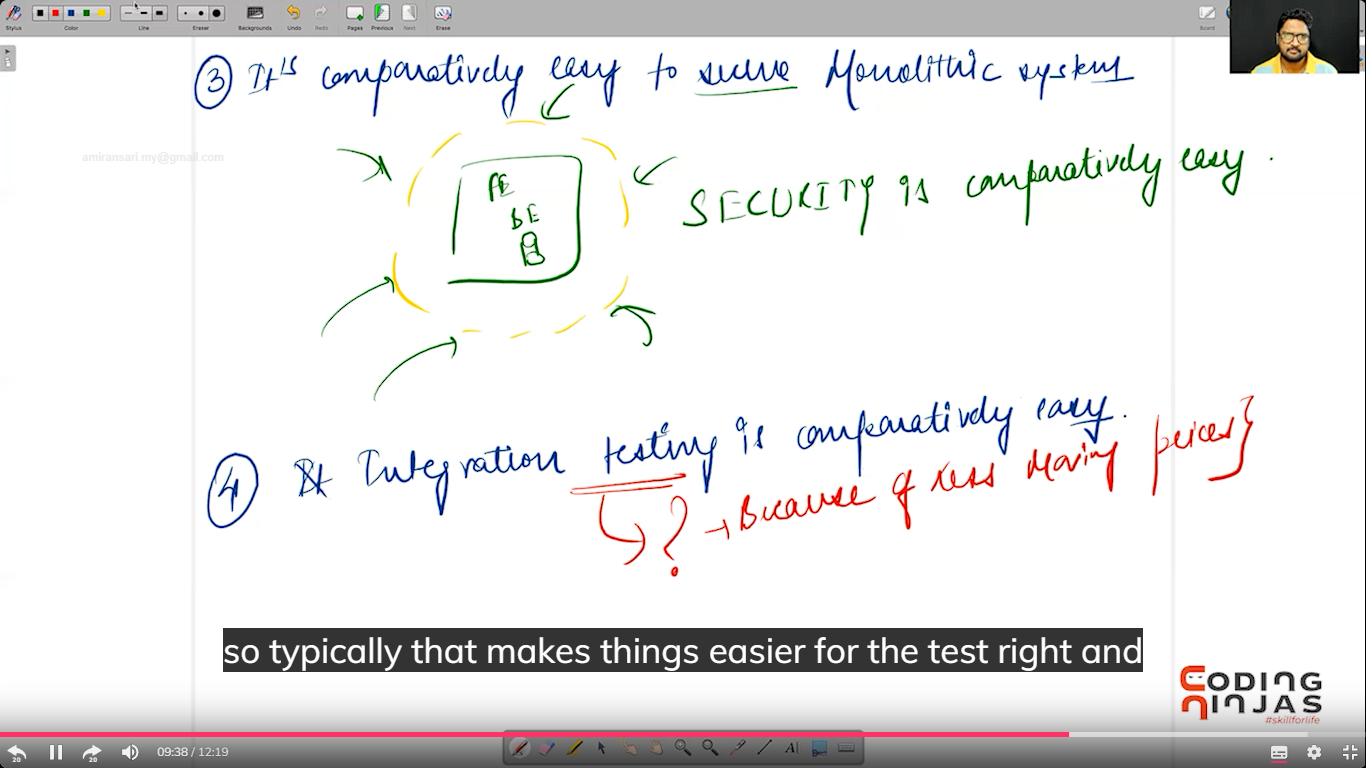 Stylus
Color
Line
Eraser
Backgrounds
Undo
Redo
Pages
Previous
Next
Erase
Board
3 It's comparatively easy to secure Monolithic system
amiransari.my@gmail.com
FE
BE
SECURITY is comparatively easy.
4 Integration testing is comparatively easy.
? → Because of less Moving peices}
so typically that makes things easier for the test right and
CODING
NINJAS
#skillforlife
20
20
09:38 / 12:19